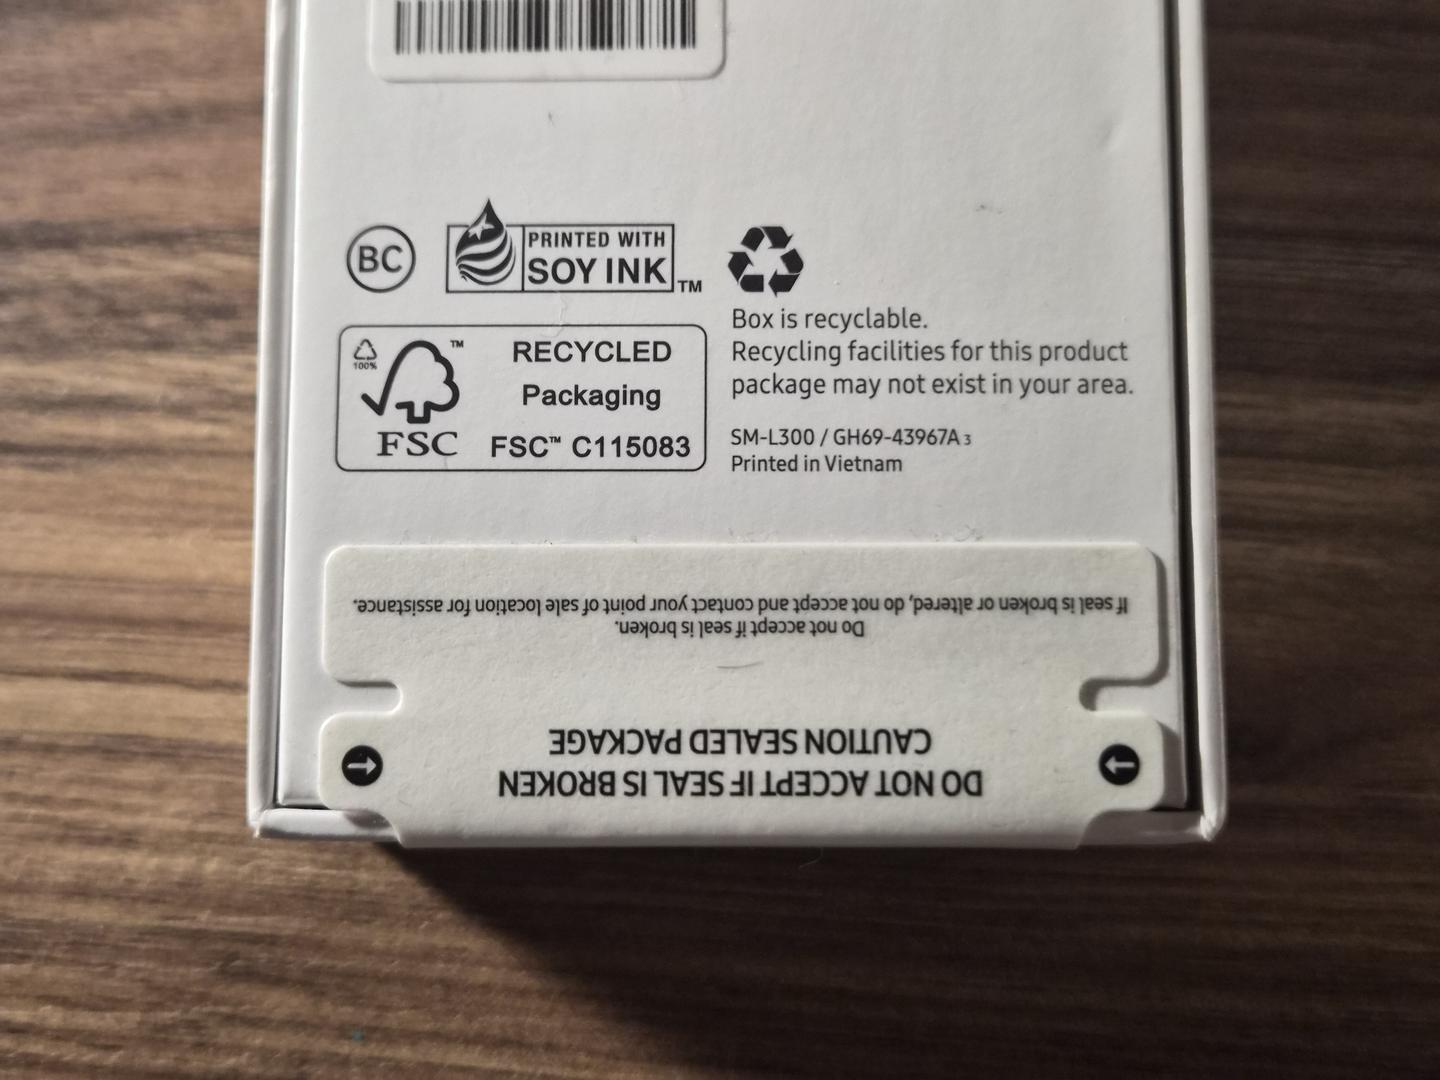 BC
PRINTED WITH
SOY INK TM
Box is recyclable.
Recycling facilities for this product
package may not exist in your area.
100%
TM
FSC
RECYCLED
Packaging
FSC™ C115083
SM-L300 / GH69-43967A 3
Printed in Vietnam
DO NOT ACCEPT IF SEAL IS BROKEN
CAUTION SEALED PACKAGE
Do not accept if seal is broken.
If seal is broken or altered, do not accept and contact your point of sale location for assistance.